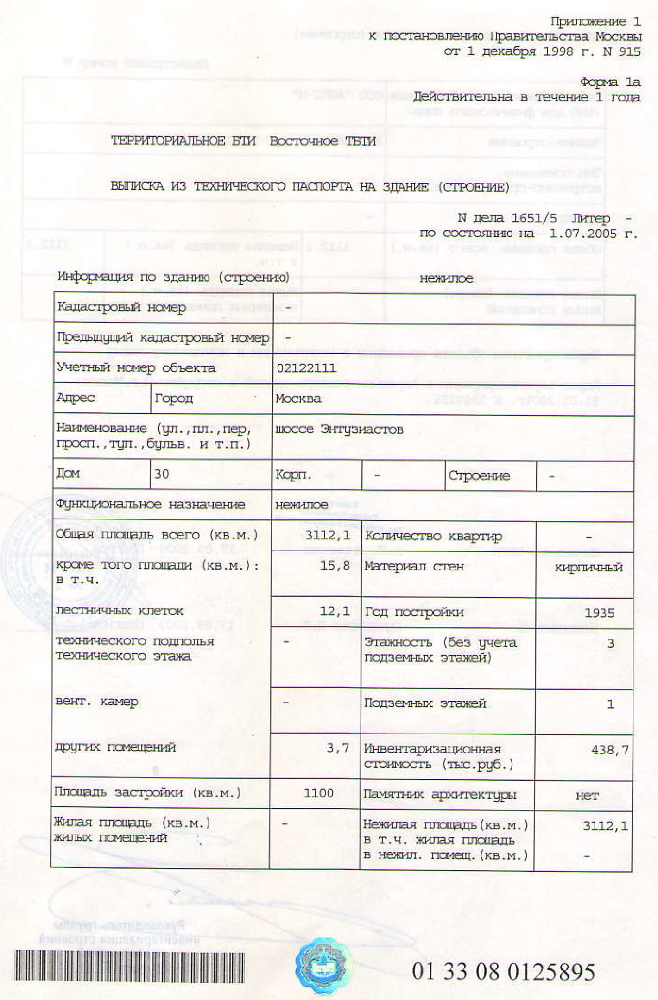 Приложение 1
к постановлению Правительства Москвы
от 1 декабря 1998 г. N 915
Форма 1а
Действительна в течение 1 года
ТЕРРИТОРИАЛЬНОЕ БТИ Восточное ТБТИ
ВЫПИСКА ИЗ ТЕХНИЧЕСКОГО ПАСПОРТА НА ЗДАНИЕ (СТРОЕНИЕ)
N дела 1651/5 Литер -
по состоянию на 1.07.2005 г.
Информация по зданию (строению) нежилое
Кадастровый номер -
Предыдущий кадастровый номер -
Учетный номер объекта 02122111
Адрес Город Москва
Наименование (ул.,пл.,пер, шоссе Энтузиастов
просп.,туп.,бульв. и т.п.)
Дом 30 Корп. - Строение -
Функциональное назначение нежилое
Общая площадь всего (кв.м.) 3112,1 Количество квартир -
кроме того площади (кв.м.): 15,8 Материал стен кирпичный
в т.ч.
лестничных клеток 12,1 Год постройки 1935
технического подполья - Этажность (без учета 3
технического этажа подземных этажей)
вент. камер - Подземных этажей 1
других помещений 3,7 Инвентаризационная 438,7
стоимость (тыс.руб.)
Площадь застройки (кв.м.) 1100 Памятник архитектуры нет
Жилая площадь (кв.м.) - Нежилая площадь(кв.м.) 3112,1
жилых помещений в т.ч. жилая площадь
в нежил. помещ.(кв.м.) -
01 33 08 0125895